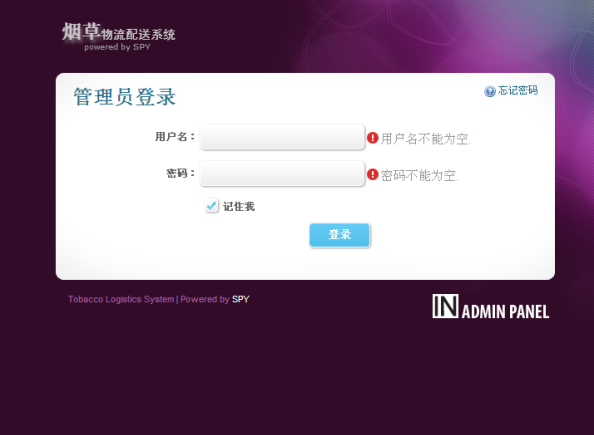 烟草物流配送系统
powered by SPY
管理员登录
忘记密码
用户名：
用户名不能为空.
密码：
密码不能为空.
记住我
登录
Tobacco Logistics System | Powered by SPY
IN ADMIN PANEL